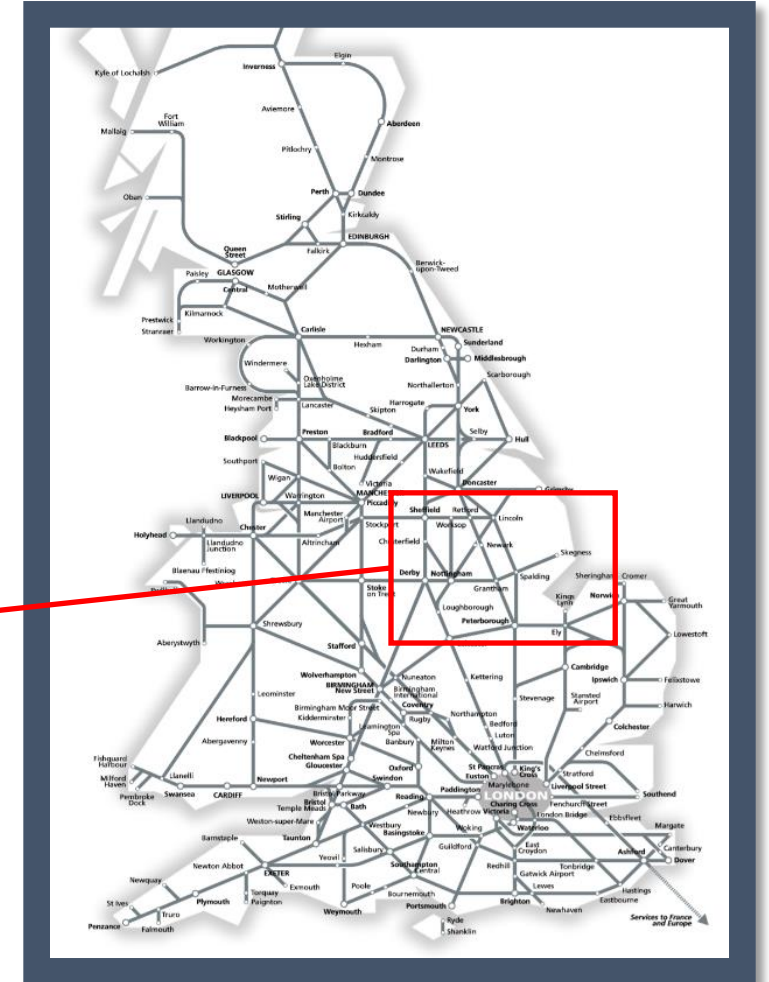 Elgin
Kyle of Lochalsh
Inverness
Aviemore
Fort
William
Mallaig
Aberdeen
Pitlochry
Montrose
Perth
Dundee
Oban
Stirling
Kirkcaldy
Queen
Street
EDINBURGH
Falkirk
Berwick-
upon-Tweed
Paisley
GLASGOW
Central
Motherwell
Prestwick
Kilmarnock
Stranraer
Carlisle
NEWCASTLE
Workington
Hexham
Durham
Sunderland
Darlington
Middlesbrough
Windermere
Scarborough
Oxenholme
Lake District
Barrow-in-Furness
Northallerton
Morecambe
Heysham Port
Lancaster
Harrogate
Skipton
York
Blackpool
Preston
Bradford
Selby
Hull
Blackburn
LEEDS
Huddersfield
Southport
Bolton
Wakefield
Wigan
Victoria
Doncaster
LIVERPOOL
Warrington
Piccadilly
Sheffield
Retford
Lincoln
Manchester
Airport
Stockport
Worksop
Llandudno
Holyhead
Chester
Llandudno
Junction
Altrincham
Chesterfield
Newark
Skegness
Blaenau Ffestiniog
Derby
Nottingham
Spalding
Sheringham
Cromer
Stoke
on Trent
Grantham
Kings
Lynn
Norwich
Great
Yarmouth
Loughborough
Peterborough
Ely
Lowestoft
Shrewsbury
Aberystwyth
Stafford
Cambridge
Wolverhampton
Nuneaton
Kettering
Ipswich
Felixstowe
BIRMINGHAM
New Street
Birmingham
International
Stansted
Airport
Leominster
Stevenage
Harwich
Birmingham Moor Street
Coventry
Kidderminster
Rugby
Northampton
Hereford
Leamington
Spa
Bedford
Colchester
Abergavenny
Worcester
Banbury
Milton
Keynes
Luton
Watford Junction
Chelmsford
Cheltenham Spa
Gloucester
Oxford
St Pancras
Euston
King's
Cross
Stratford
Fishguard
Harbour
Llanelli
Newport
Swindon
Marylebone
Liverpool Street
Milford
Haven
Swansea
CARDIFF
Bristol Parkway
Reading
Paddington
LONDON
Southend
Pembroke
Dock
Bristol
Temple Meads
Bath
Newbury
Heathrow
Victoria
Charing Cross
Fenchurch Street
London Bridge
Ebbsfleet
Weston-super-Mare
Westbury
Basingstoke
Woking
Waterloo
Margate
Barnstaple
Taunton
Salisbury
Guildford
East
Croydon
Canterbury
Yeovil
Ashford
Dover
Newton Abbot
EXETER
Southampton
Central
Redhill
Tonbridge
Gatwick Airport
Newquay
Exmouth
Poole
Bournemouth
Lewes
Hastings
Eastbourne
St Ives
Plymouth
Torquay
Paignton
Weymouth
Portsmouth
Brighton
Newhaven
Truro
Penzance
Falmouth
Ryde
Shanklin
Services to France
and Europe